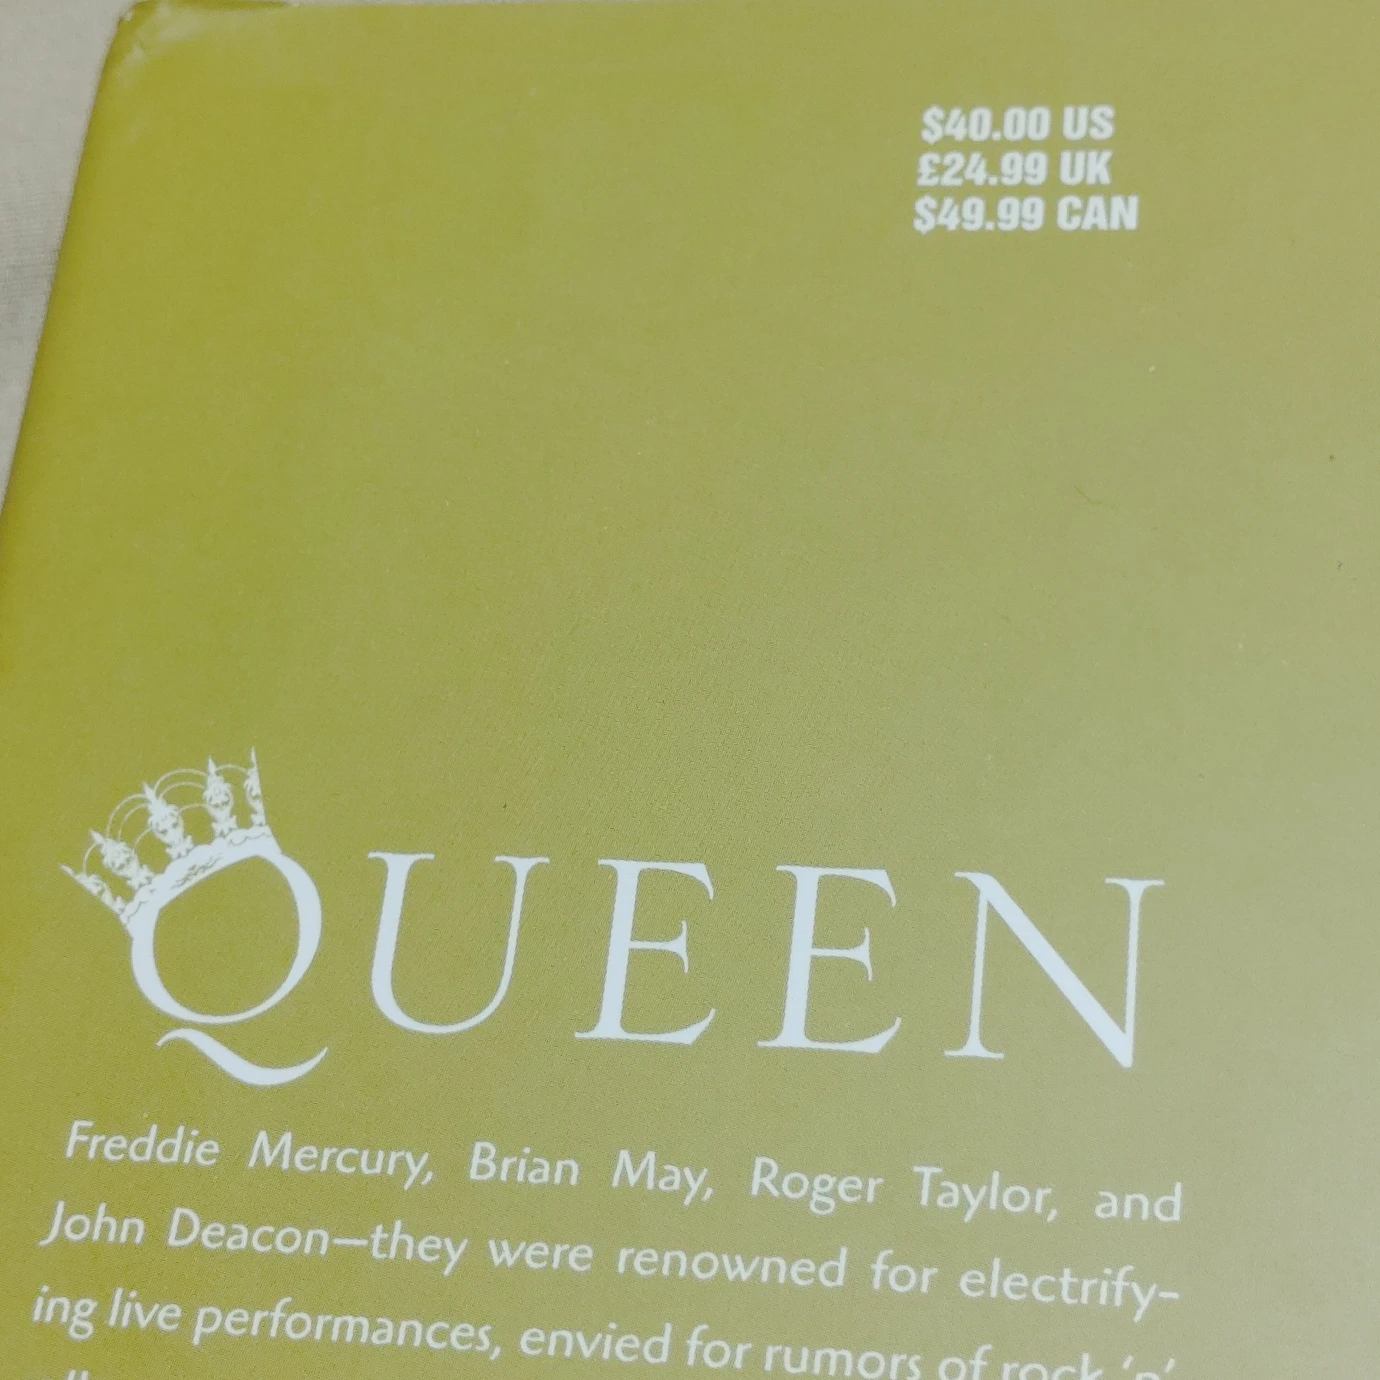 $40.00 US
£24.99 UK
$49.99 CAN
QUEEN
Freddie Mercury, Brian May, Roger Taylor, and
John Deacon—they were renowned for electrify-
ing live performances, envied for rumors of rock ‘n’